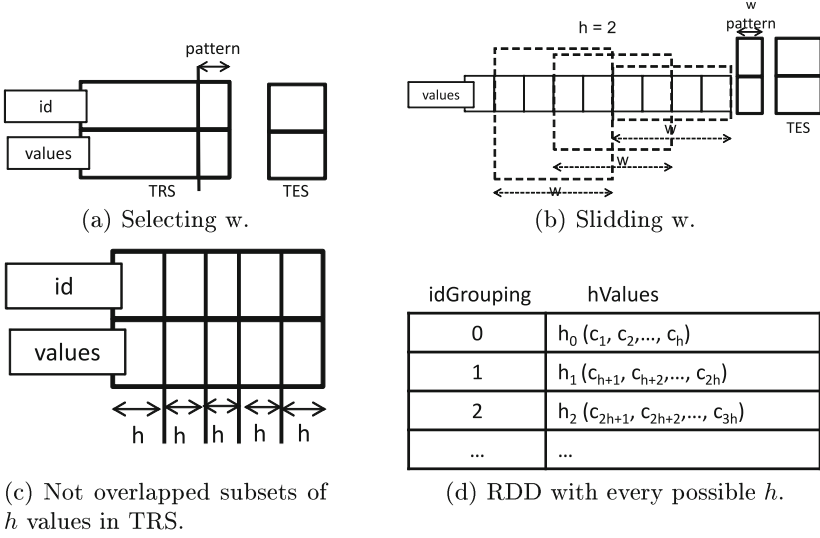 pattern
id
values
TRS
TES
(a) Selecting w.
w
pattern
h = 2
values
w
w
w
TES
(b) Slidding w.
id
values
h h h h h
(c) Not overlapped subsets of
h values in TRS.
idGrouping hValues
0 h₀ (c₁, c₂,..., cₕ)
1 h₁ (cₕ₊₁, cₕ₊₂,..., c₂ₕ)
2 h₂ (c₂ₕ₊₁, c₂ₕ₊₂,..., c₃ₕ)
... ...
(d) RDD with every possible h.